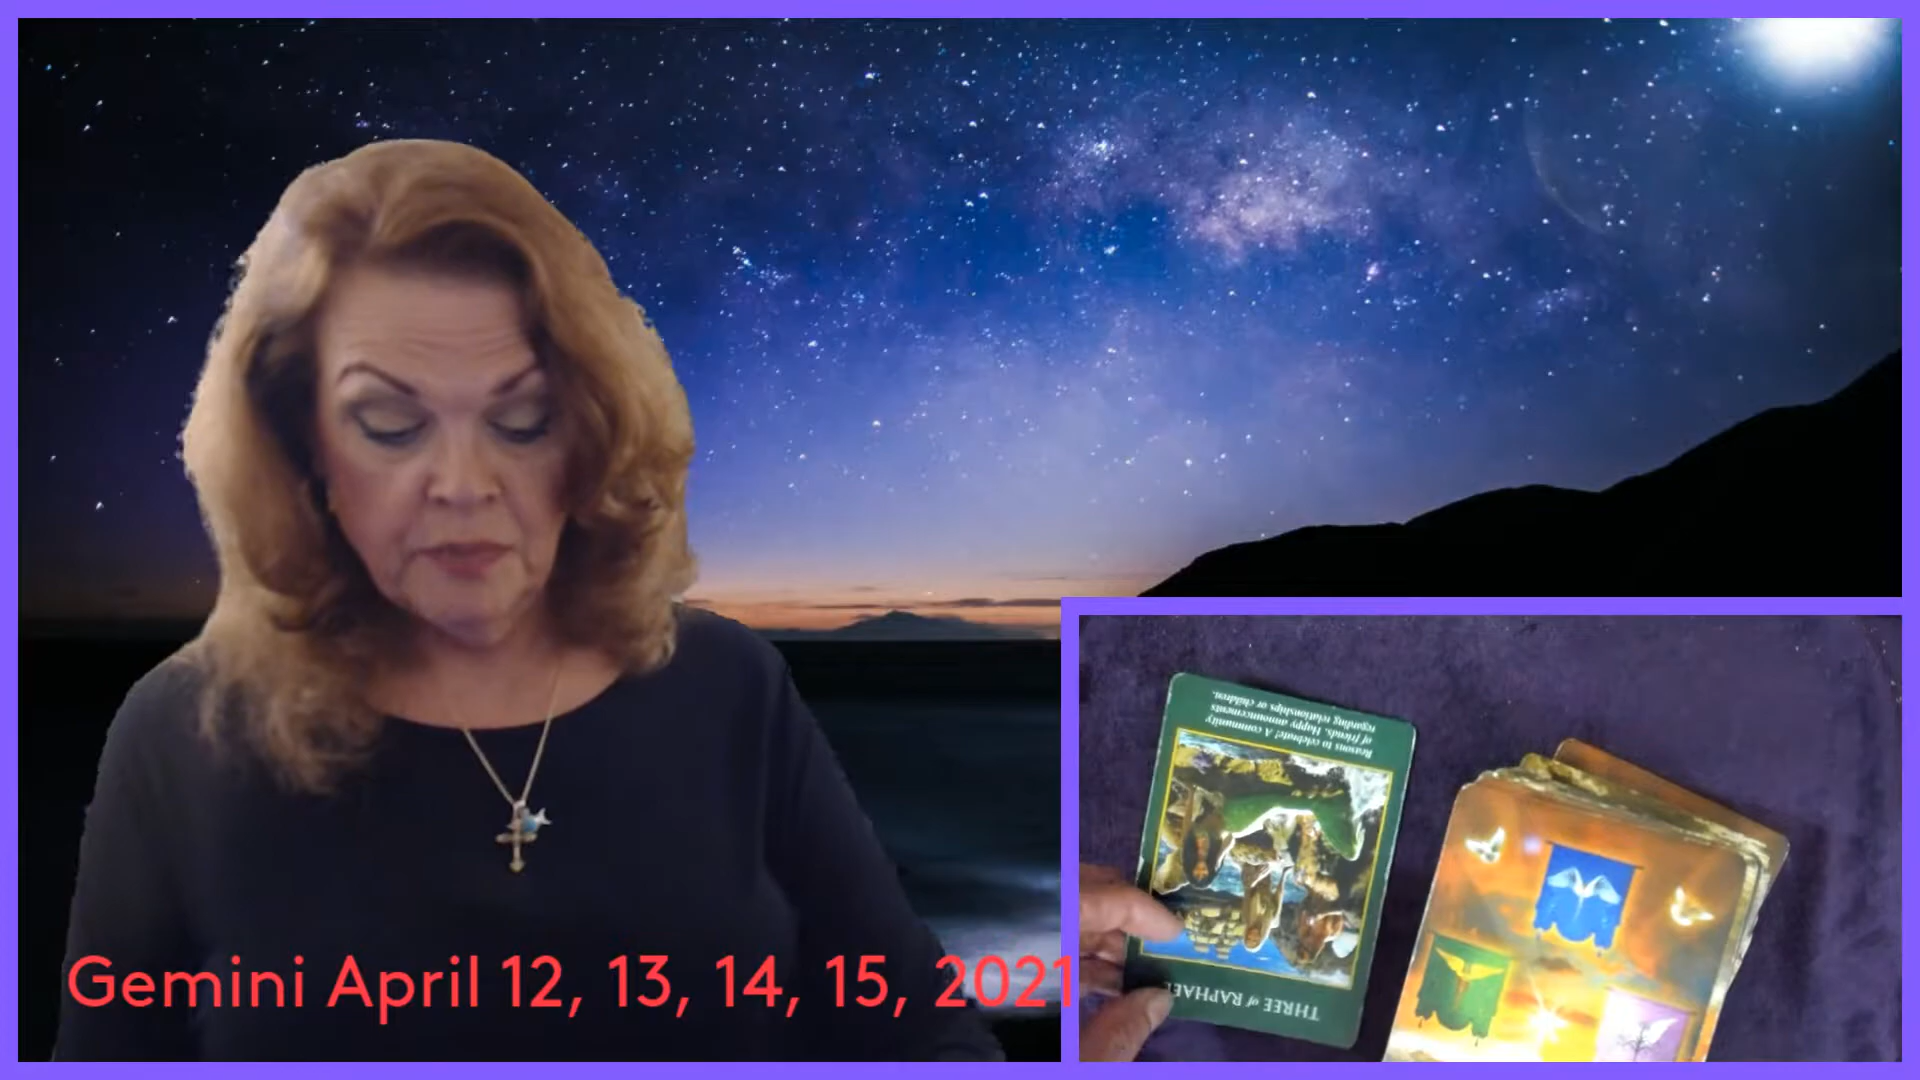 Gemini April 12, 13, 14, 15, 2021
THREE of RAPHAEL
Reasons to celebrate! A community
of friends. Happy announcements
regarding relationships or children.